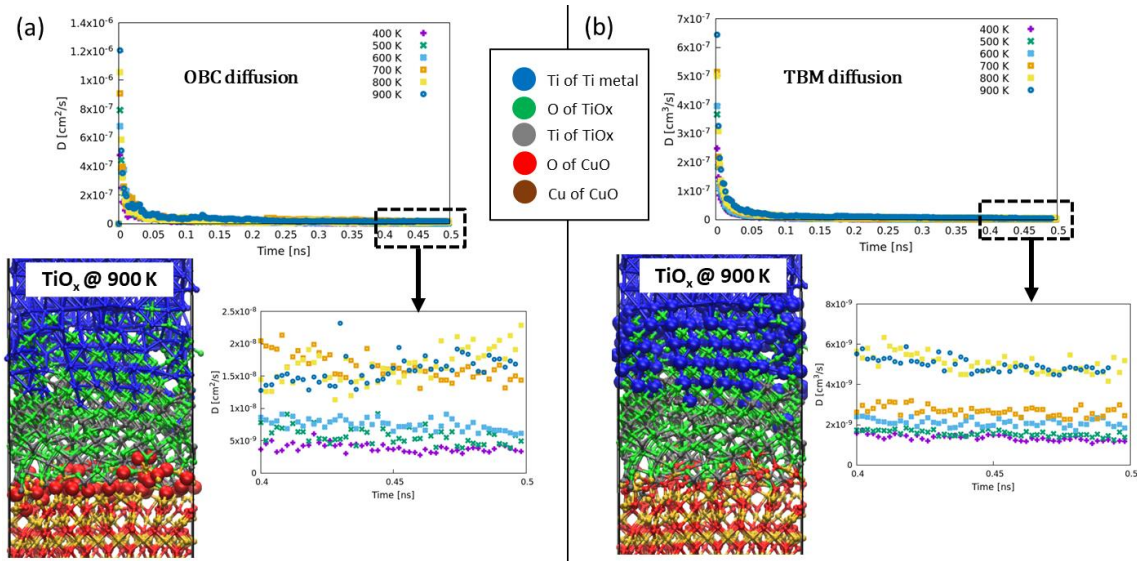 (a)
1.4x10⁻⁶
1.2x10⁻⁶
1x10⁻⁶
8x10⁻⁷
6x10⁻⁷
4x10⁻⁷
2x10⁻⁷
0
D [cm²/s]
OBC diffusion
400 K
500 K
600 K
700 K
800 K
900 K
0 0.05 0.1 0.15 0.2 0.25 0.3 0.35 0.4 0.45 0.5
Time [ns]
TiOₓ @ 900 K
2.5x10⁻⁸
2x10⁻⁸
1.5x10⁻⁸
1x10⁻⁸
5x10⁻⁹
0
D [cm²/s]
0.4 0.45 0.5
Time [ns]
Ti of Ti metal
O of TiOx
Ti of TiOx
O of CuO
Cu of CuO
(b)
7x10⁻⁷
6x10⁻⁷
5x10⁻⁷
4x10⁻⁷
3x10⁻⁷
2x10⁻⁷
1x10⁻⁷
0
D [cm³/s]
TBM diffusion
400 K
500 K
600 K
700 K
800 K
900 K
0 0.05 0.1 0.15 0.2 0.25 0.3 0.35 0.4 0.45 0.5
Time [ns]
TiOₓ @ 900 K
8x10⁻⁹
6x10⁻⁹
4x10⁻⁹
2x10⁻⁹
0
D [cm³/s]
0.4 0.45 0.5
Time [ns]